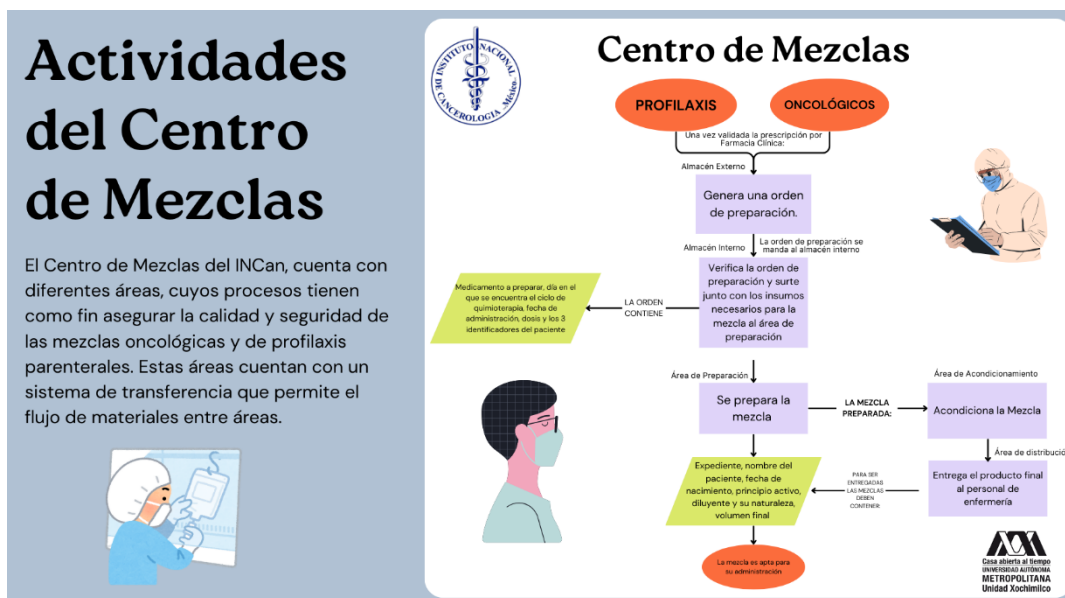 Actividades
del Centro
de Mezclas
El Centro de Mezclas del INCan, cuenta con
diferentes áreas, cuyos procesos tienen
como fin asegurar la calidad y seguridad de
las mezclas oncológicas y de profilaxis
parenterales. Estas áreas cuentan con un
sistema de transferencia que permite el
flujo de materiales entre áreas.
INSTITUTO NACIONAL
DE CANCEROLOGIA
México
Centro de Mezclas
PROFILAXIS
ONCOLÓGICOS
Una vez validada la prescripción por
Farmacia Clínica:
Almacén Externo
Genera una orden
de preparación.
Almacén Interno
La orden de preparación se
manda al almacén interno
Verifica la orden de
preparación y surte
junto con los insumos
necesarios para la
mezcla al área de
preparación
LA ORDEN
CONTIENE
Medicamento a preparar, día en el
que se encuentra el ciclo de
quimioterapia, fecha de
administración, dosis y los 3
identificadores del paciente
Área de Preparación
Se prepara la
mezcla
LA MEZCLA
PREPARADA:
Área de Acondicionamiento
Acondiciona la Mezcla
Área de distribució
Entrega el producto final
al personal de
enfermería
PARA SER
ENTREGADAS
LAS MEZCLAS
DEBEN
CONTENER
Expediente, nombre del
paciente, fecha de
nacimiento, principio activo,
diluyente y su naturaleza,
volumen final
La mezcla es apta para
su administración
Casa abierta al tiempo
UNIVERSIDAD AUTÓNOMA
METROPOLITANA
Unidad Xochimilco